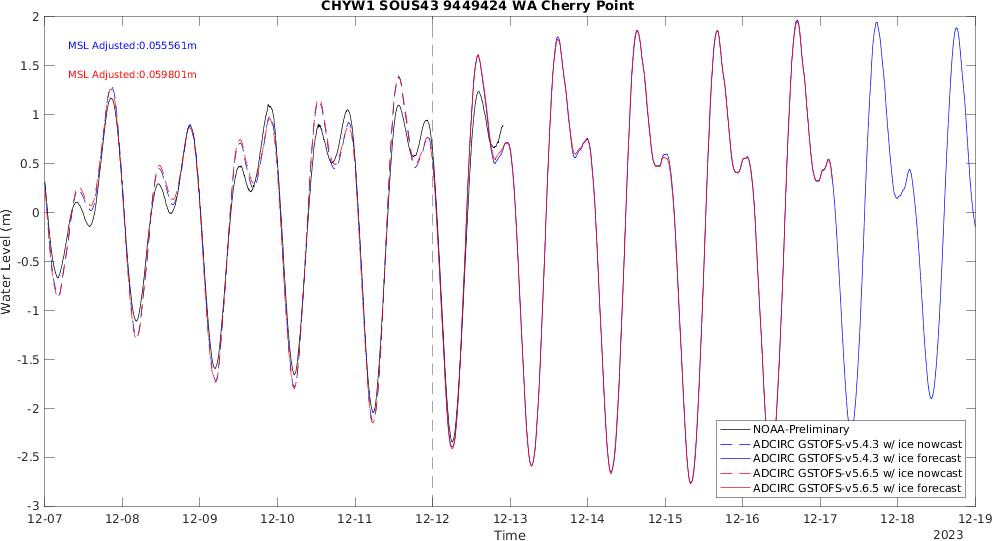 CHYW1 SOUS43 9449424 WA Cherry Point
MSL Adjusted:0.055561m
MSL Adjusted:0.059801m
Water Level (m)
2
1.5
1
0.5
0
-0.5
-1
-1.5
-2
-2.5
-3
NOAA-Preliminary
ADCIRC GSTOFS-v5.4.3 w/ ice nowcast
ADCIRC GSTOFS-v5.4.3 w/ ice forecast
ADCIRC GSTOFS-v5.6.5 w/ ice nowcast
ADCIRC GSTOFS-v5.6.5 w/ ice forecast
12-07 12-08 12-09 12-10 12-11 12-12 12-13 12-14 12-15 12-16 12-17 12-18 12-19
Time
2023